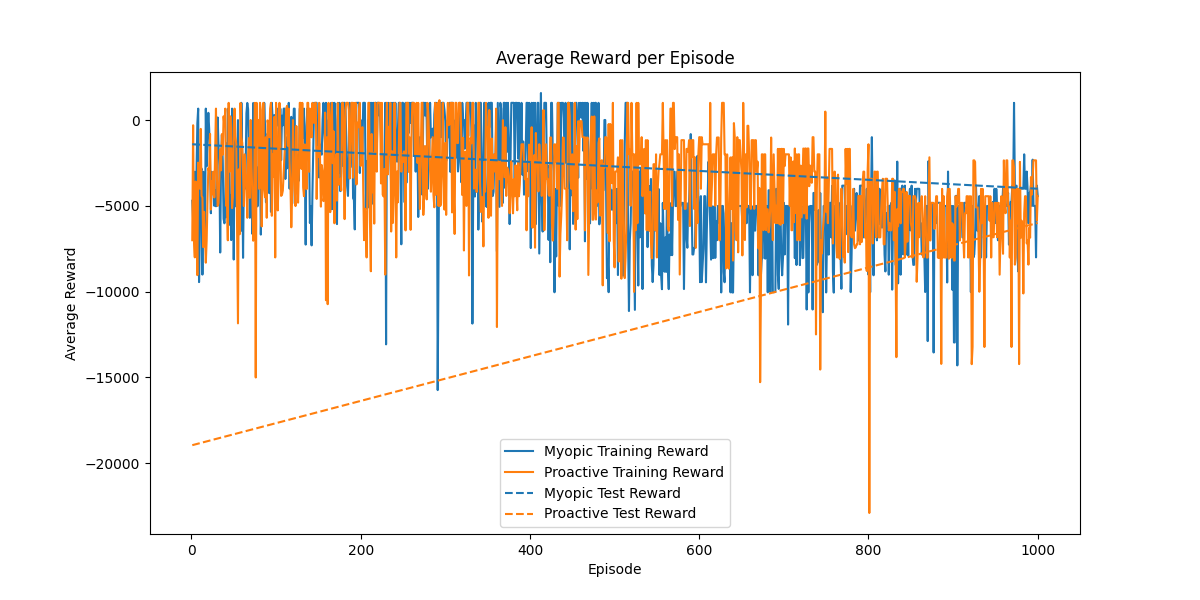 Average Reward per Episode
Average Reward
0
−5000
−10000
−15000
−20000
Myopic Training Reward
Proactive Training Reward
Myopic Test Reward
Proactive Test Reward
0 200 400 600 800 1000
Episode